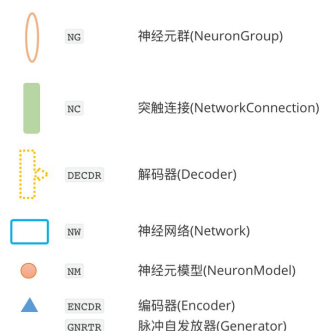 NG 神经元群(NeuronGroup)
NC 突触连接(NetworkConnection)
DECDR 解码器(Decoder)
NW 神经网络(Network)
NM 神经元模型(NeuronModel)
ENCDR 编码器(Encoder)
GNRTR 脉冲自发放器(Generator)